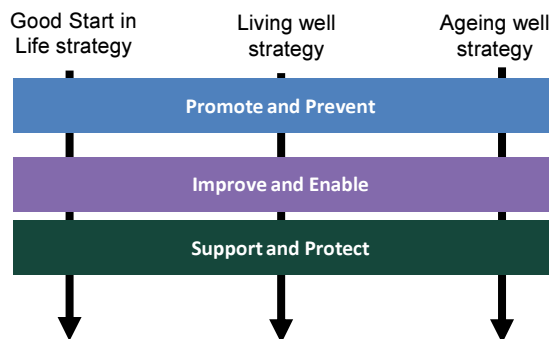 Good Start in
Life strategy
Living well
strategy
Ageing well
strategy
Promote and Prevent
Improve and Enable
Support and Protect